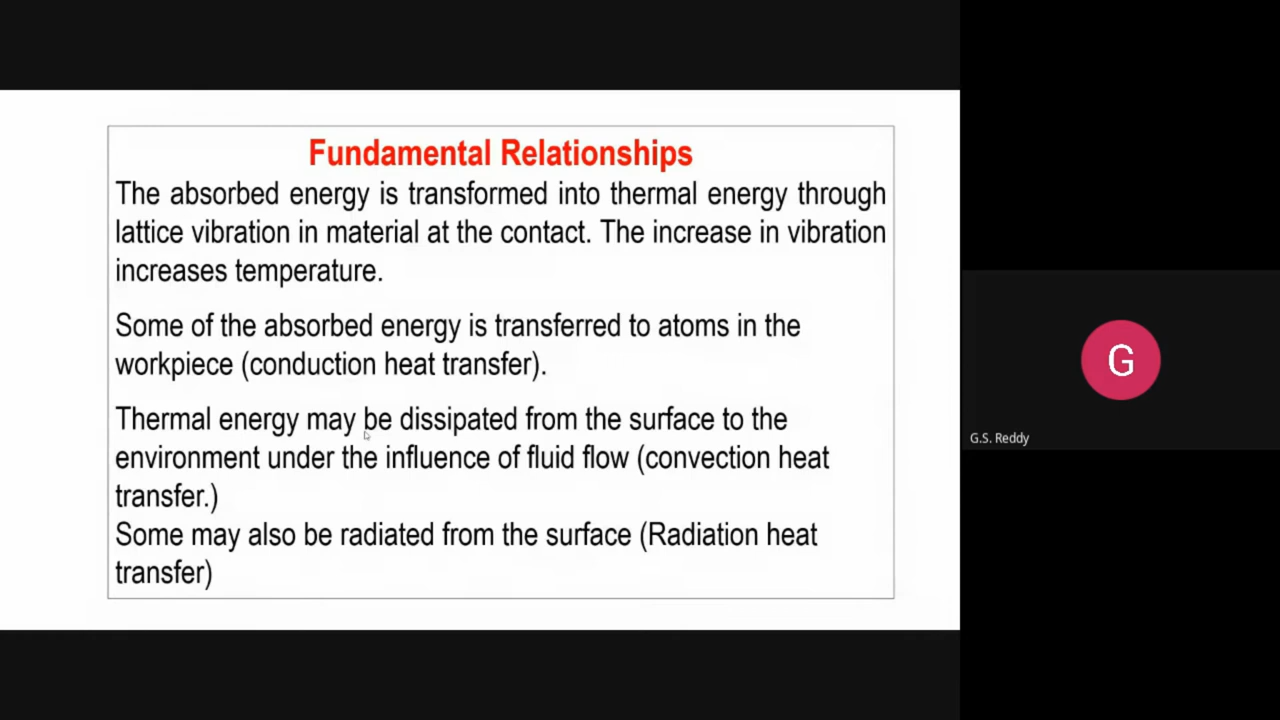 Fundamental Relationships
The absorbed energy is transformed into thermal energy through
lattice vibration in material at the contact. The increase in vibration
increases temperature.
Some of the absorbed energy is transferred to atoms in the
workpiece (conduction heat transfer).
Thermal energy may be dissipated from the surface to the
environment under the influence of fluid flow (convection heat
transfer.)
Some may also be radiated from the surface (Radiation heat
transfer)
G
G.S. Reddy